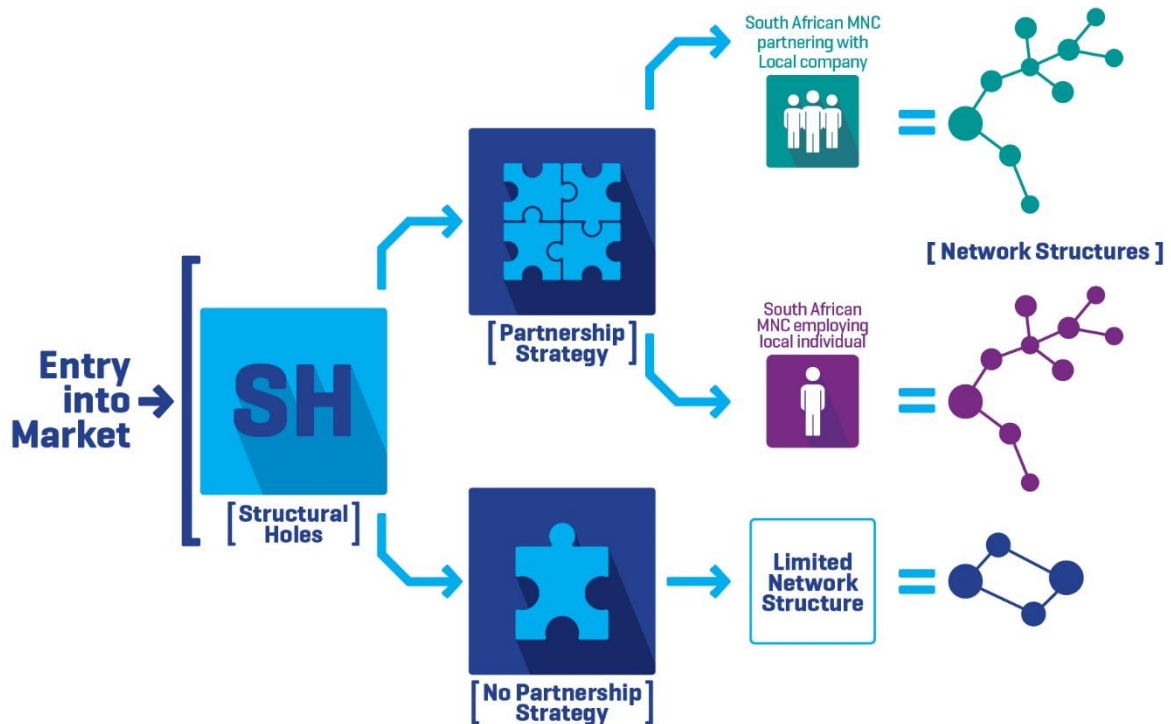 Entry
into
Market
SH
[ Structural
Holes ]
[ Partnership
Strategy ]
[ No Partnership
Strategy ]
South African MNC
partnering with
Local company
South African
MNC employing
local individual
Limited
Network
Structure
=
=
=
[ Network Structures ]